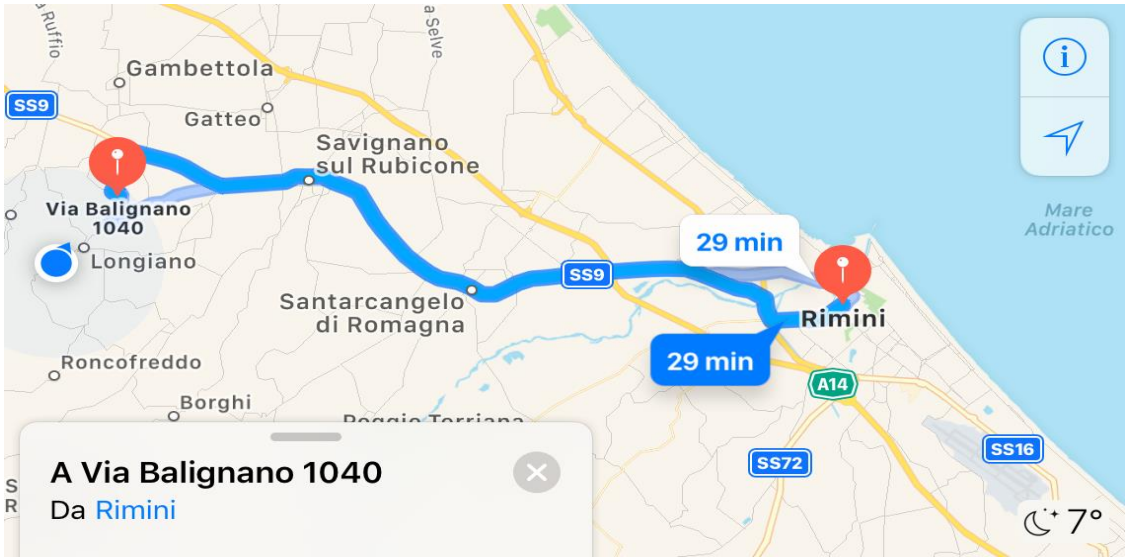 Ruffio
a Selve
Gambettola
SS9
Gatteo
Savignano
sul Rubicone
Via Balignano
1040
Longiano
Mare
Adriatico
29 min
SS9
Santarcangelo
di Romagna
Rimini
29 min
Roncofreddo
A14
Borghi
Poggio Torriana
SS16
SS72
A Via Balignano 1040
Da Rimini
S
R
7°